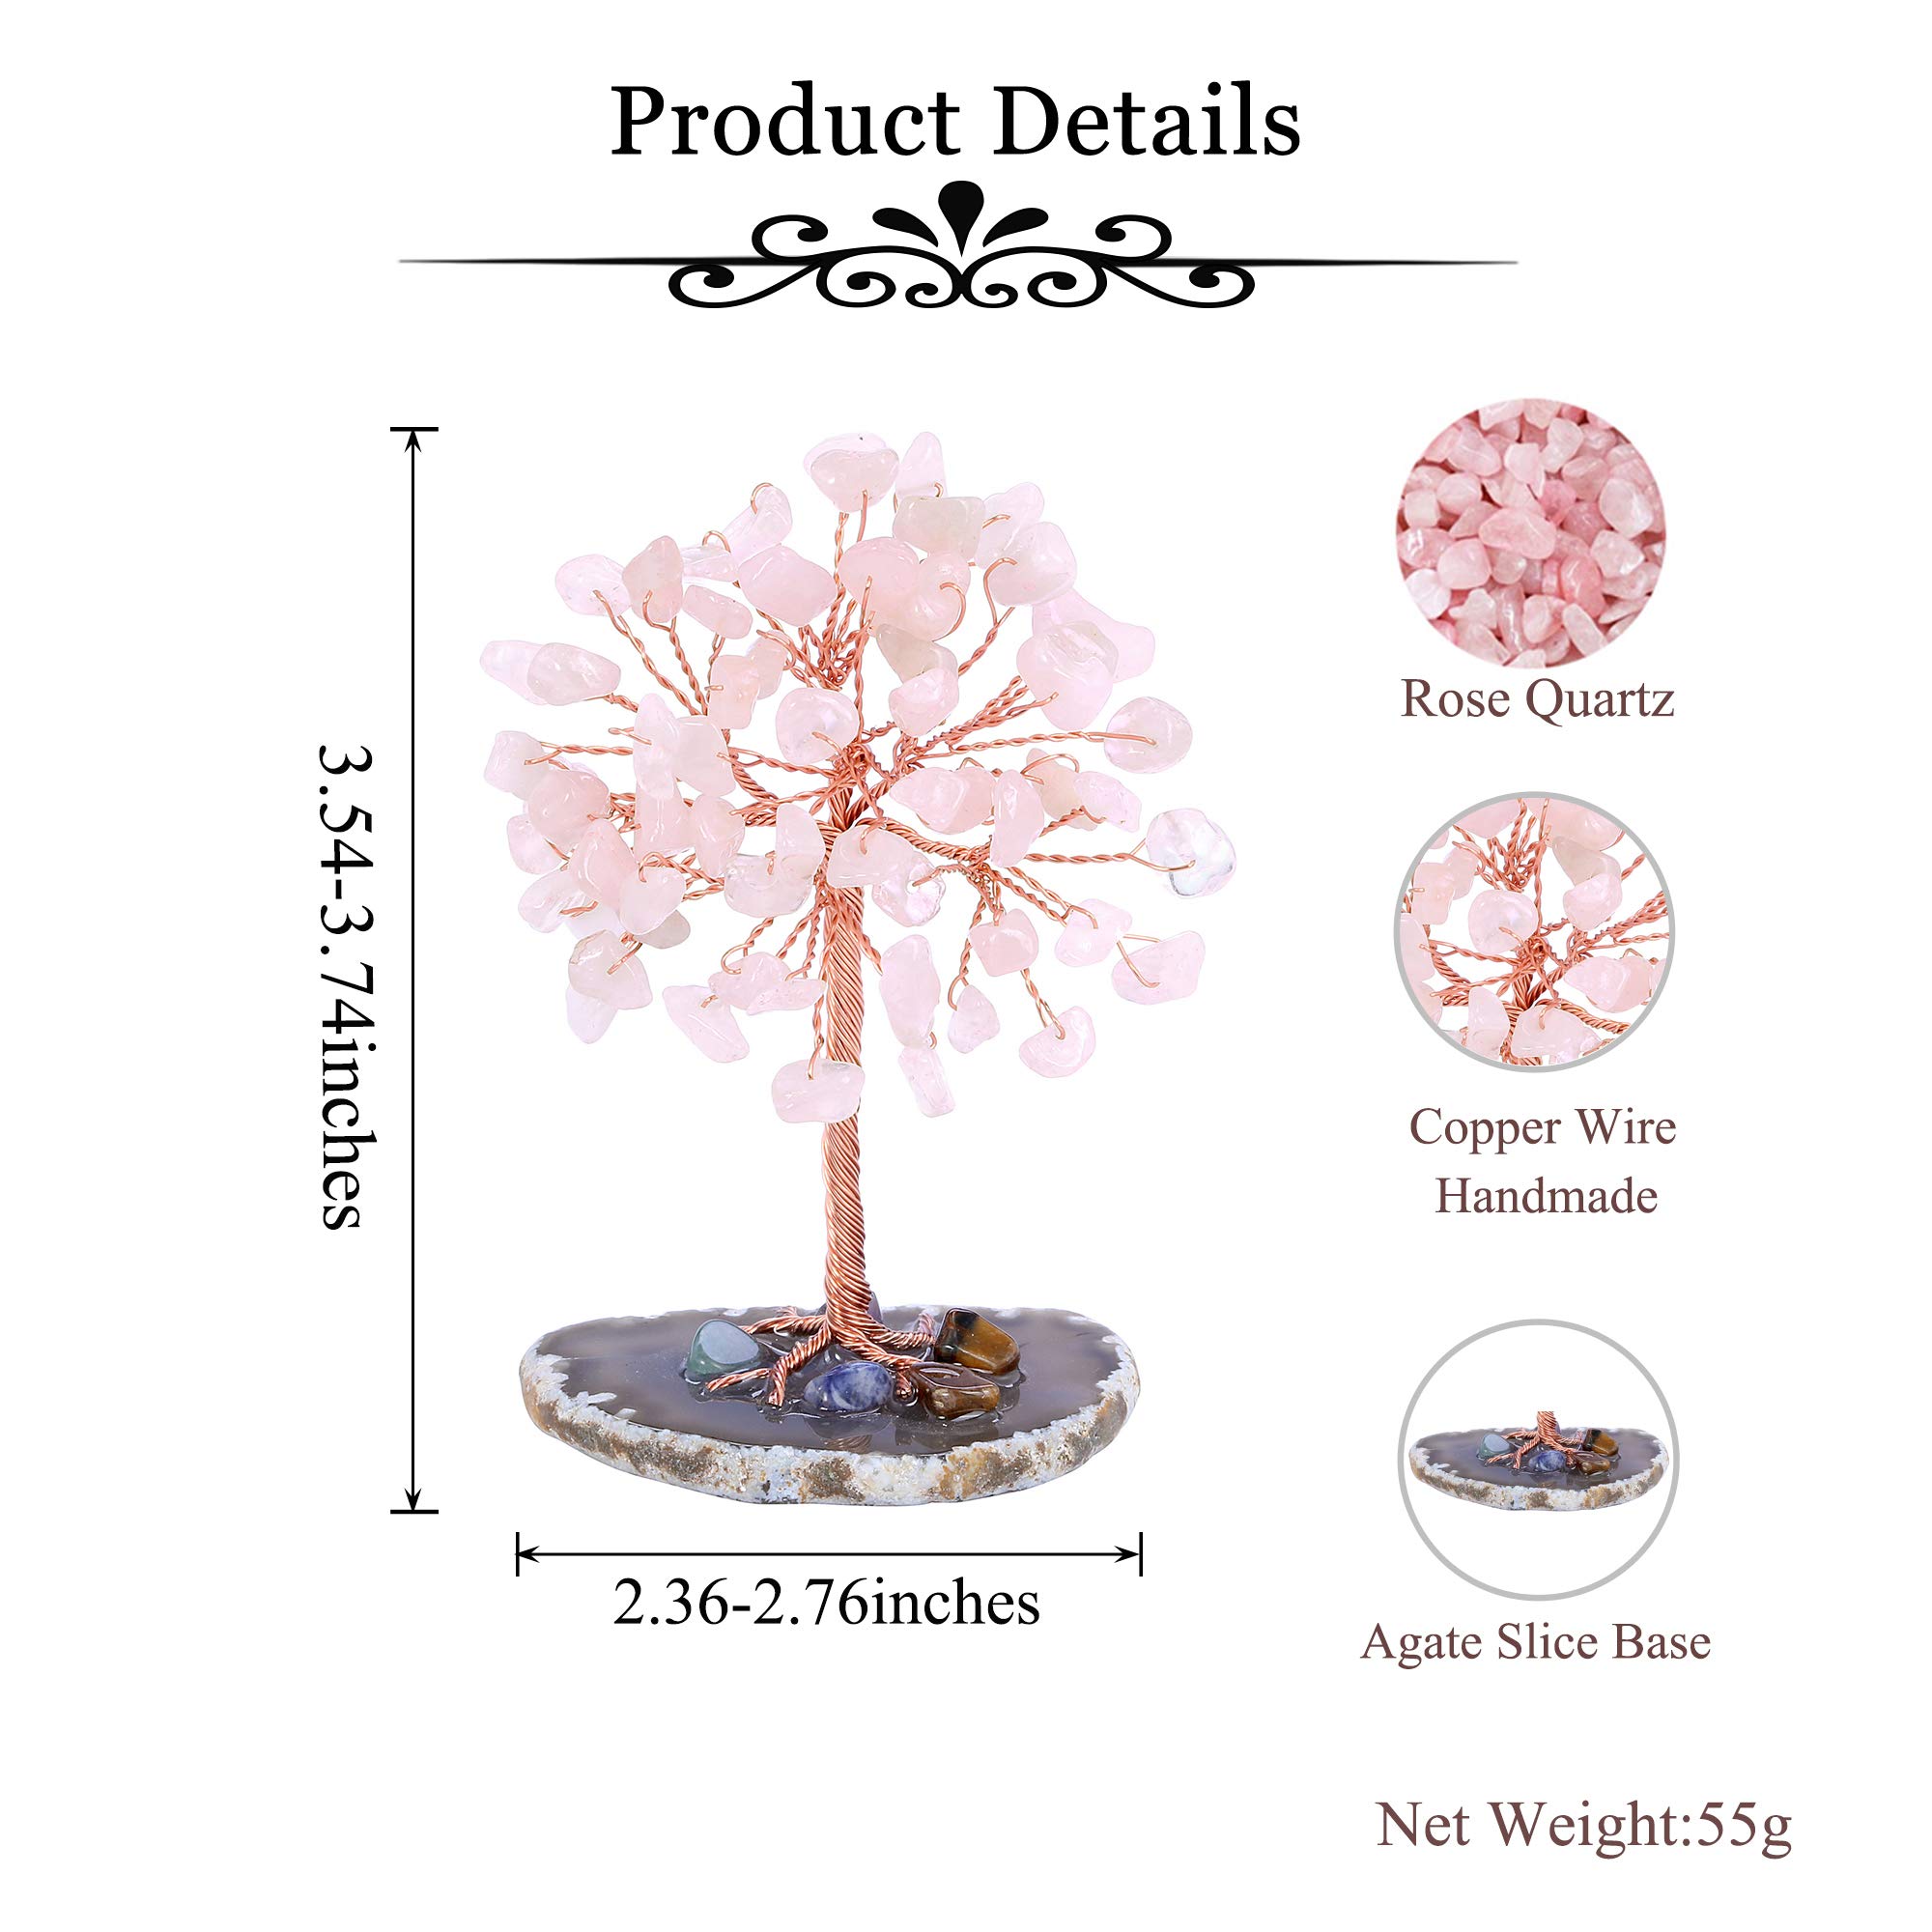 Product Details
3.54-3.74inches
2.36-2.76inches
Rose Quartz
Copper Wire
Handmade
Agate Slice Base
Net Weight:55g